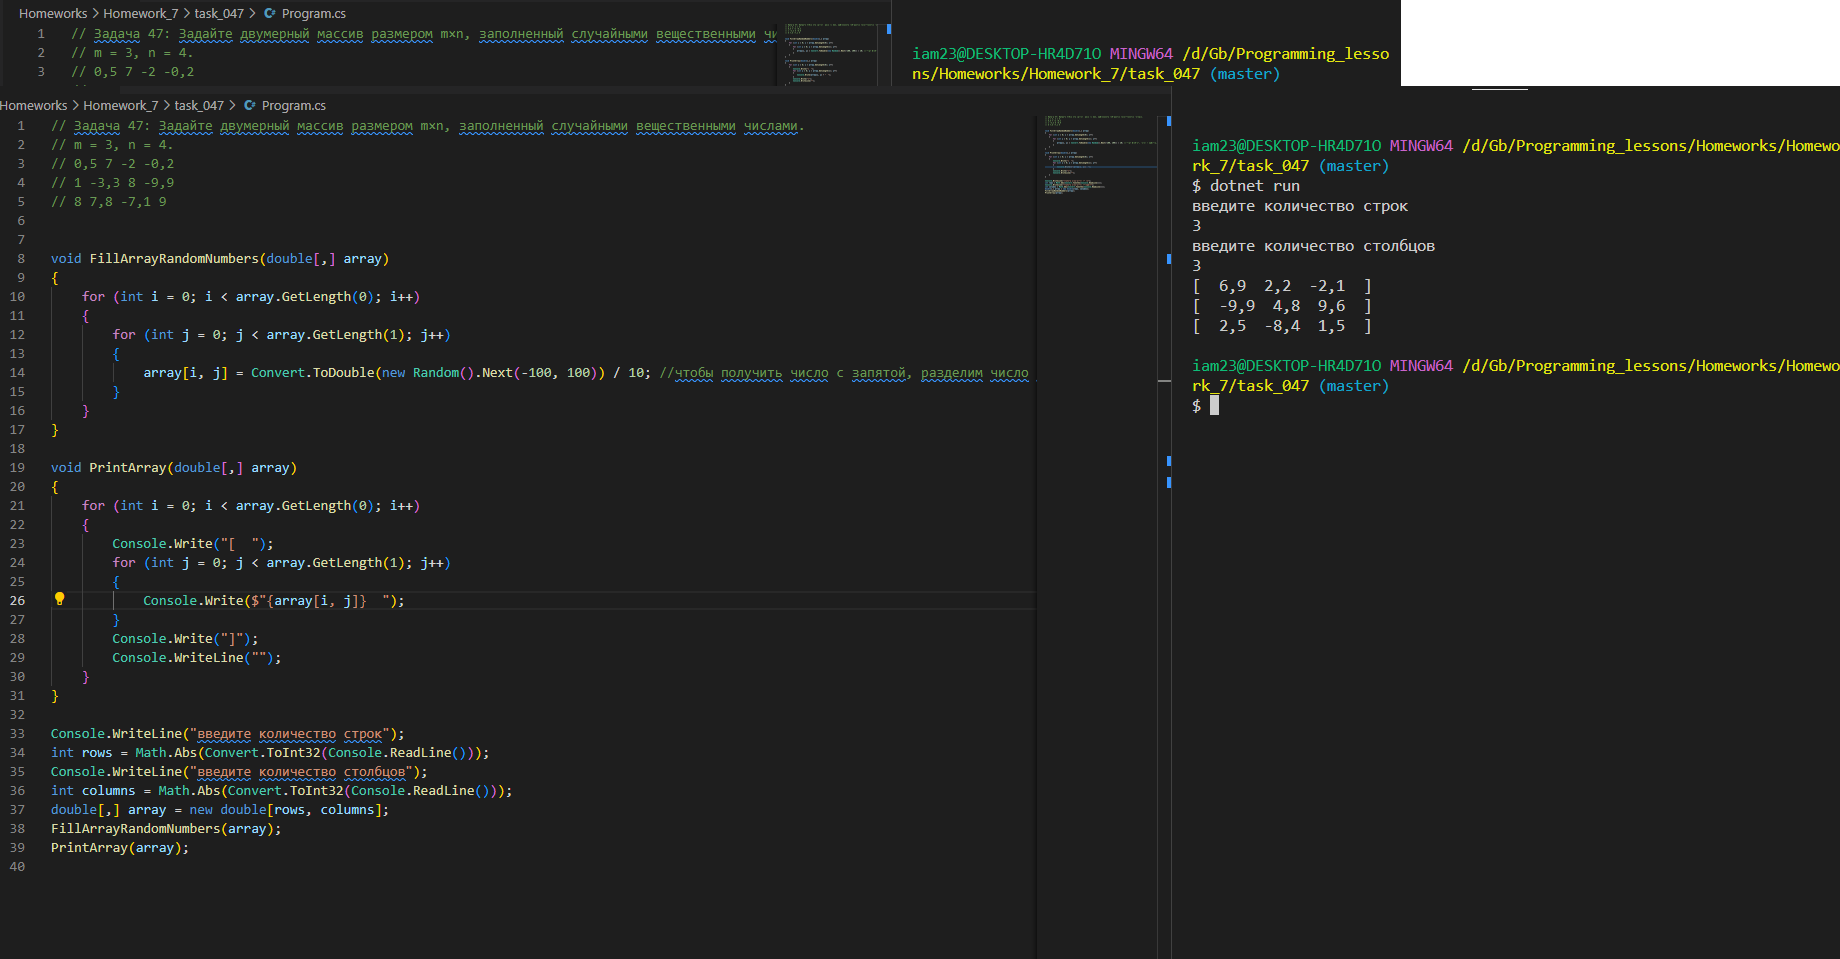 Homeworks > Homework_7 > task_047 > C# Program.cs
1 // Задача 47: Задайте двумерный массив размером m×n, заполненный случайными вещественными чи
2 // m = 3, n = 4.
3 // 0,5 7 -2 -0,2
iam23@DESKTOP-HR4D71O MINGW64 /d/Gb/Programming_lesso
ns/Homeworks/Homework_7/task_047 (master)
Homeworks > Homework_7 > task_047 > C# Program.cs
1 // Задача 47: Задайте двумерный массив размером m×n, заполненный случайными вещественными числами.
2 // m = 3, n = 4.
3 // 0,5 7 -2 -0,2
4 // 1 -3,3 8 -9,9
5 // 8 7,8 -7,1 9
6
7
8 void FillArrayRandomNumbers(double[,] array)
9 {
10 for (int i = 0; i < array.GetLength(0); i++)
11 {
12 for (int j = 0; j < array.GetLength(1); j++)
13 {
14 array[i, j] = Convert.ToDouble(new Random().Next(-100, 100)) / 10; //чтобы получить число с запятой, разделим число
15 }
16 }
17 }
18
19 void PrintArray(double[,] array)
20 {
21 for (int i = 0; i < array.GetLength(0); i++)
22 {
23 Console.Write("[  ");
24 for (int j = 0; j < array.GetLength(1); j++)
25 {
26 Console.Write($"{array[i, j]}  ");
27 }
28 Console.Write("]");
29 Console.WriteLine("");
30 }
31 }
32
33 Console.WriteLine("введите количество строк");
34 int rows = Math.Abs(Convert.ToInt32(Console.ReadLine()));
35 Console.WriteLine("введите количество столбцов");
36 int columns = Math.Abs(Convert.ToInt32(Console.ReadLine()));
37 double[,] array = new double[rows, columns];
38 FillArrayRandomNumbers(array);
39 PrintArray(array);
40
iam23@DESKTOP-HR4D71O MINGW64 /d/Gb/Programming_lessons/Homeworks/Homewo
rk_7/task_047 (master)
$ dotnet run
введите количество строк
3
введите количество столбцов
3
[  6,9  2,2  -2,1  ]
[  -9,9  4,8  9,6  ]
[  2,5  -8,4  1,5  ]
iam23@DESKTOP-HR4D71O MINGW64 /d/Gb/Programming_lessons/Homeworks/Homewo
rk_7/task_047 (master)
$